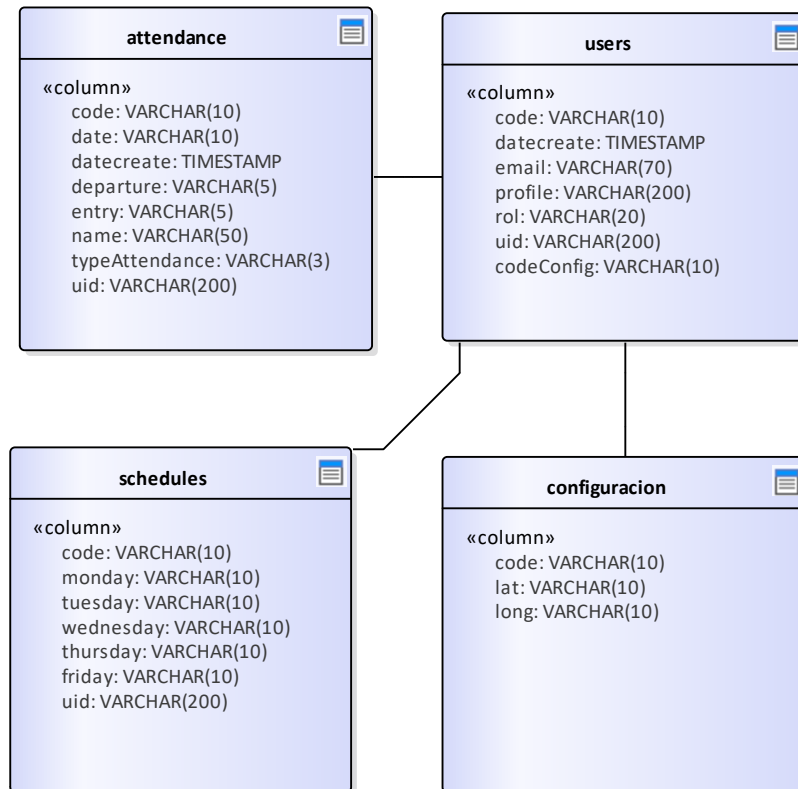 attendance
«column»
code: VARCHAR(10)
date: VARCHAR(10)
datecreate: TIMESTAMP
departure: VARCHAR(5)
entry: VARCHAR(5)
name: VARCHAR(50)
typeAttendance: VARCHAR(3)
uid: VARCHAR(200)
users
«column»
code: VARCHAR(10)
datecreate: TIMESTAMP
email: VARCHAR(70)
profile: VARCHAR(200)
rol: VARCHAR(20)
uid: VARCHAR(200)
codeConfig: VARCHAR(10)
schedules
«column»
code: VARCHAR(10)
monday: VARCHAR(10)
tuesday: VARCHAR(10)
wednesday: VARCHAR(10)
thursday: VARCHAR(10)
friday: VARCHAR(10)
uid: VARCHAR(200)
configuracion
«column»
code: VARCHAR(10)
lat: VARCHAR(10)
long: VARCHAR(10)